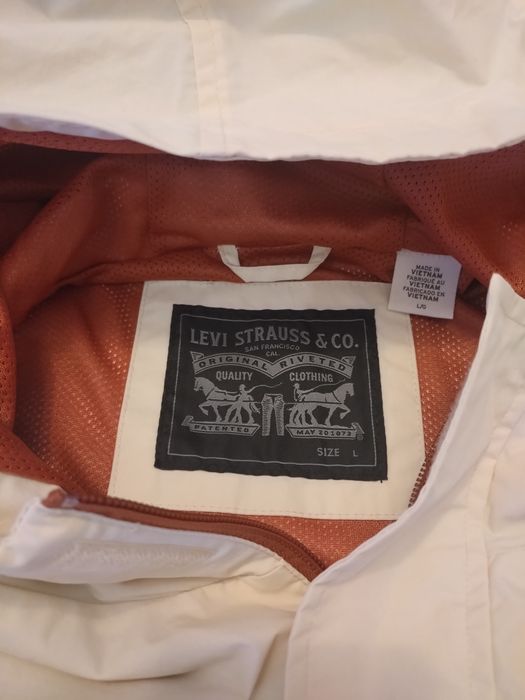 MADE IN
VIETNAM
FABRIQUÉ AU
VIETNAM
FABRICADO EN
VIETNAM
L/G
LEVI STRAUSS & CO.
SAN FRANCISCO
CAL.
ORIGINAL RIVETED
QUALITY CLOTHING
PATENTED MAY 20 1873
SIZE L